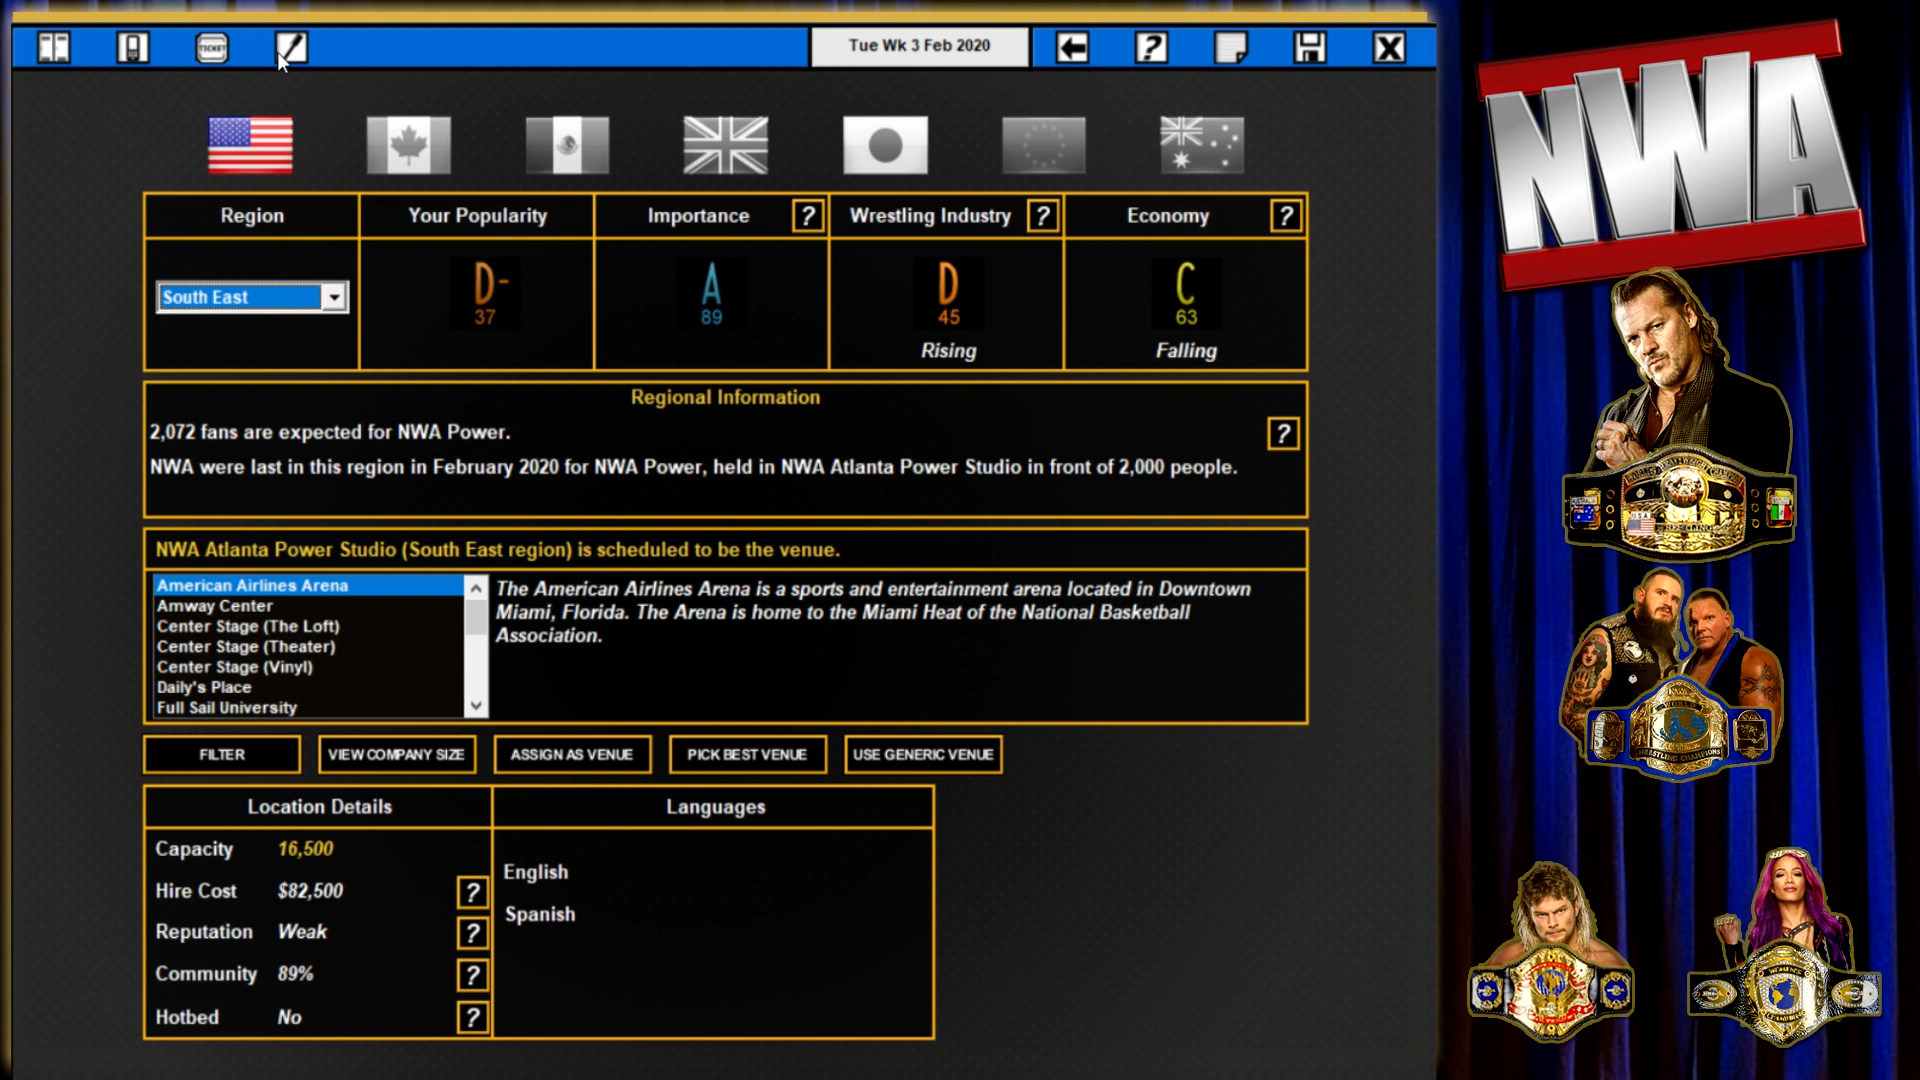 TICKET
Tue Wk 3 Feb 2020
NWA
Region
Your Popularity
Importance
?
Wrestling Industry
?
Economy
?
South East
D-
37
A
89
D
45
Rising
C
63
Falling
Regional Information
2,072 fans are expected for NWA Power.
?
NWA were last in this region in February 2020 for NWA Power, held in NWA Atlanta Power Studio in front of 2,000 people.
NWA Atlanta Power Studio (South East region) is scheduled to be the venue.
American Airlines Arena
Amway Center
Center Stage (The Loft)
Center Stage (Theater)
Center Stage (Vinyl)
Daily's Place
Full Sail University
The American Airlines Arena is a sports and entertainment arena located in Downtown
Miami, Florida. The Arena is home to the Miami Heat of the National Basketball
Association.
FILTER
VIEW COMPANY SIZE
ASSIGN AS VENUE
PICK BEST VENUE
USE GENERIC VENUE
Location Details
Languages
Capacity 16,500
Hire Cost $82,500 ?
Reputation Weak ?
Community 89% ?
Hotbed No ?
English
Spanish